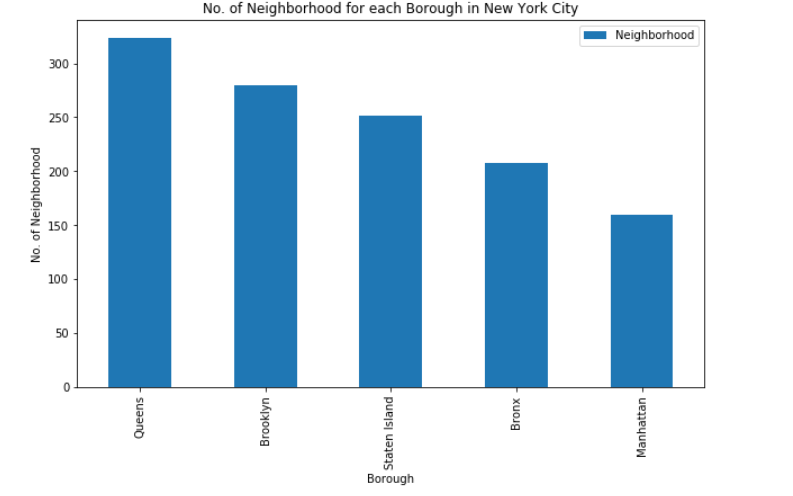 No. of Neighborhood for each Borough in New York City
Neighborhood
300
250
200
150
100
50
0
No. of Neighborhood
Queens
Brooklyn
Staten Island
Bronx
Manhattan
Borough